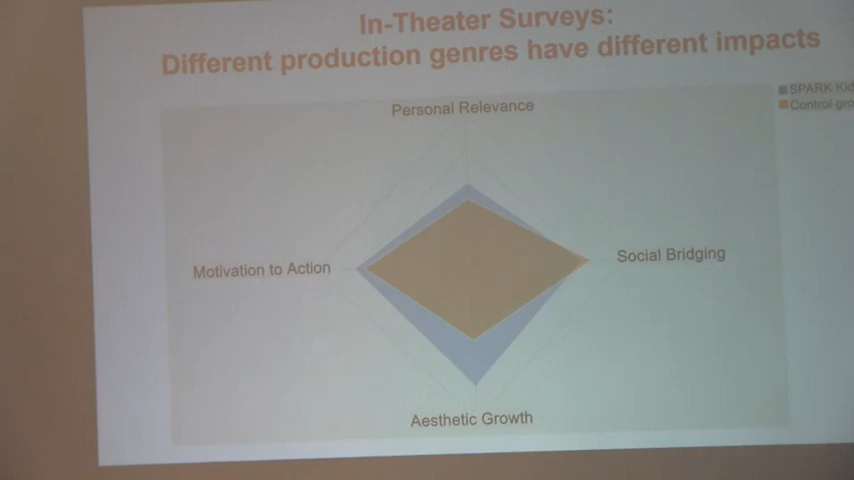 In-Theater Surveys:
Different production genres have different impacts
SPARK Kid
Control gro
Personal Relevance
Motivation to Action
Social Bridging
Aesthetic Growth